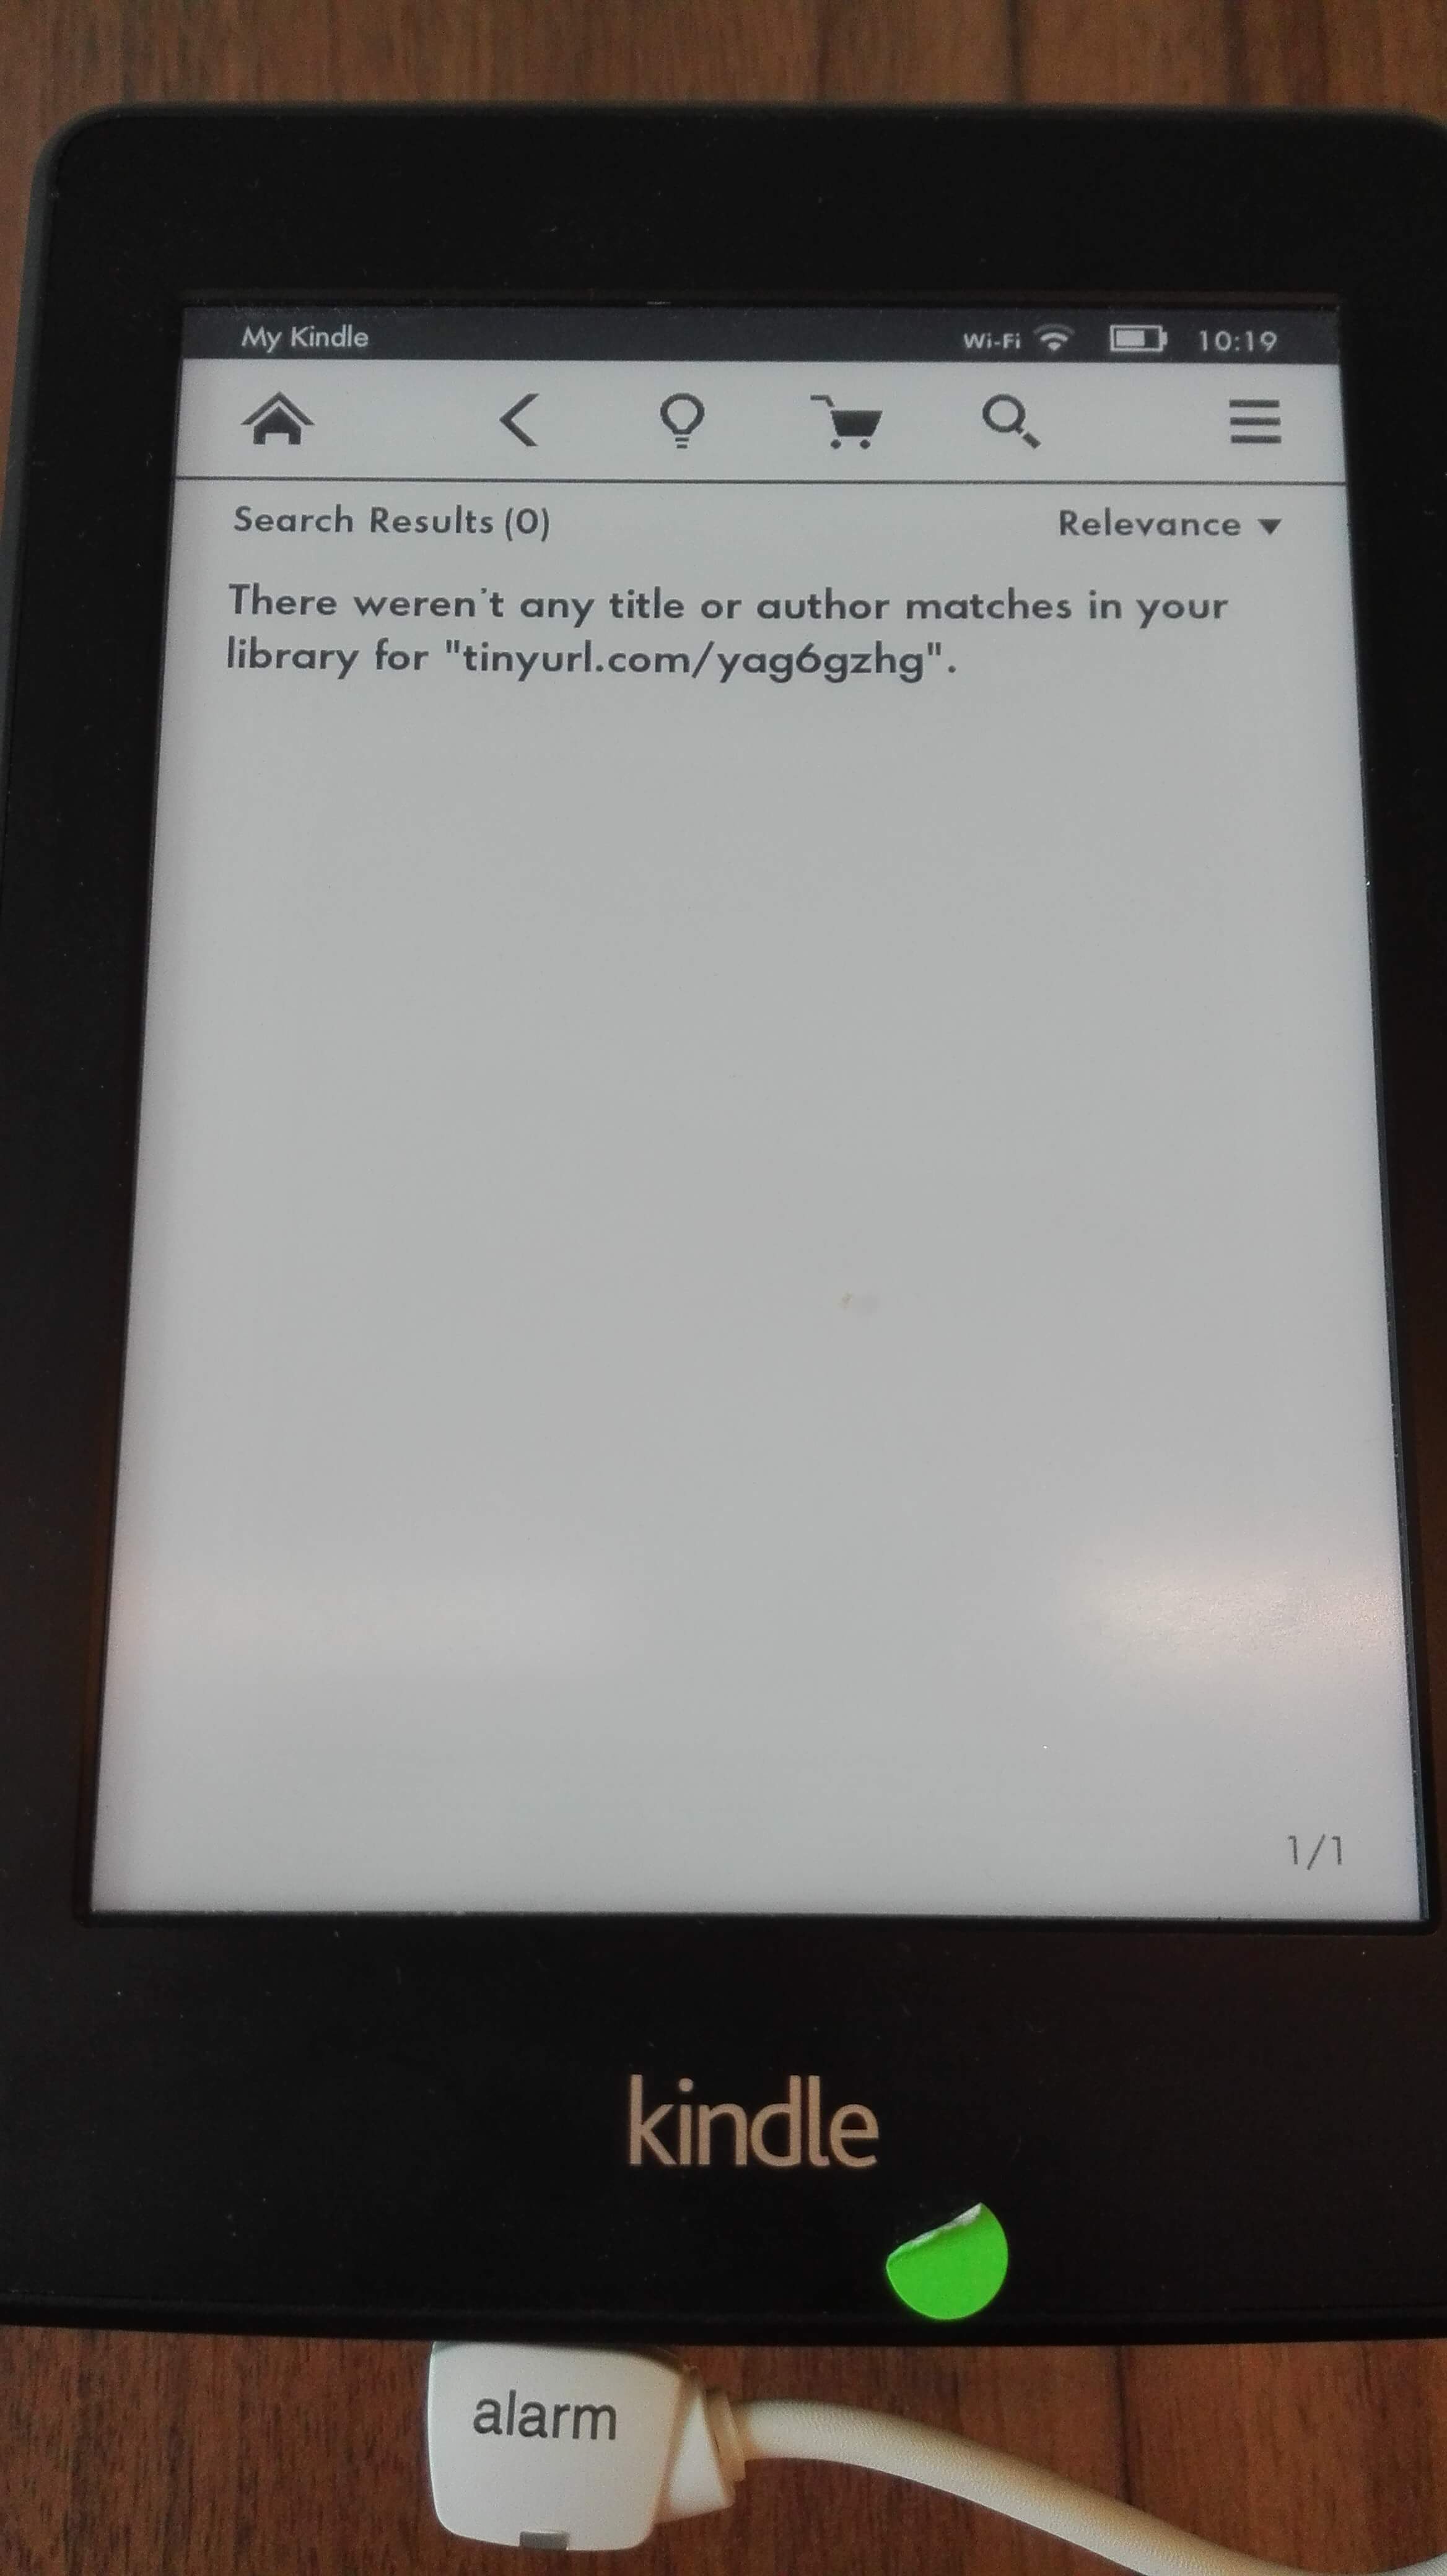 My Kindle
Wi-Fi 10:19
Search Results (0)
Relevance
There weren't any title or author matches in your
library for "tinyurl.com/yag6gzhg".
1/1
kindle
alarm